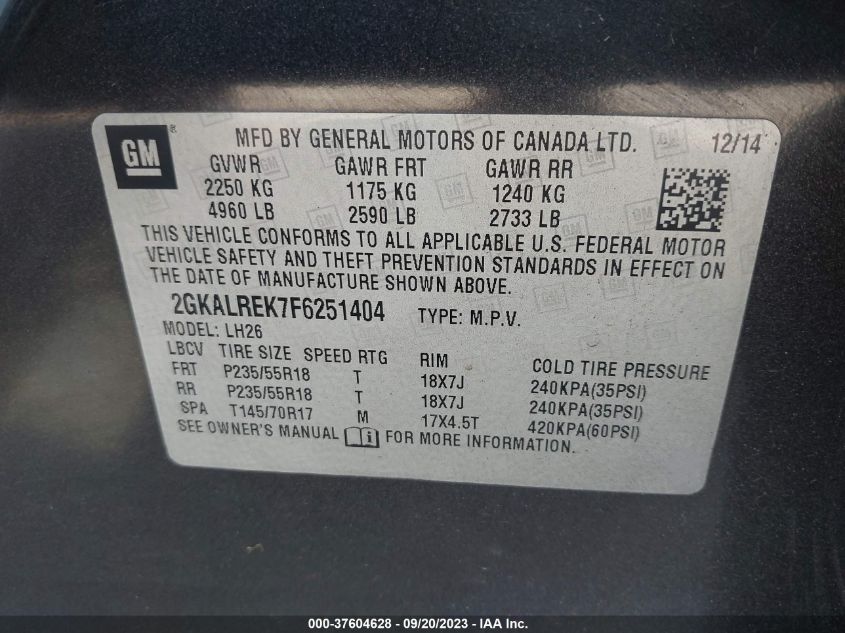 GM ® MFD BY GENERAL MOTORS OF CANADA LTD. 12/14
GVWR GAWR FRT GAWR RR
2250 KG 1175 KG 1240 KG
4960 LB 2590 LB 2733 LB
THIS VEHICLE CONFORMS TO ALL APPLICABLE U.S. FEDERAL MOTOR
VEHICLE SAFETY AND THEFT PREVENTION STANDARDS IN EFFECT ON
THE DATE OF MANUFACTURE SHOWN ABOVE.
2GKALREK7F6251404 TYPE: M.P.V.
MODEL: LH26
LBCV TIRE SIZE SPEED RTG RIM COLD TIRE PRESSURE
FRT P235/55R18 T 18X7J 240KPA(35PSI)
RR P235/55R18 T 18X7J 240KPA(35PSI)
SPA T145/70R17 M 17X4.5T 420KPA(60PSI)
SEE OWNER'S MANUAL i FOR MORE INFORMATION.
000-37604628 - 09/20/2023 - IAA Inc.